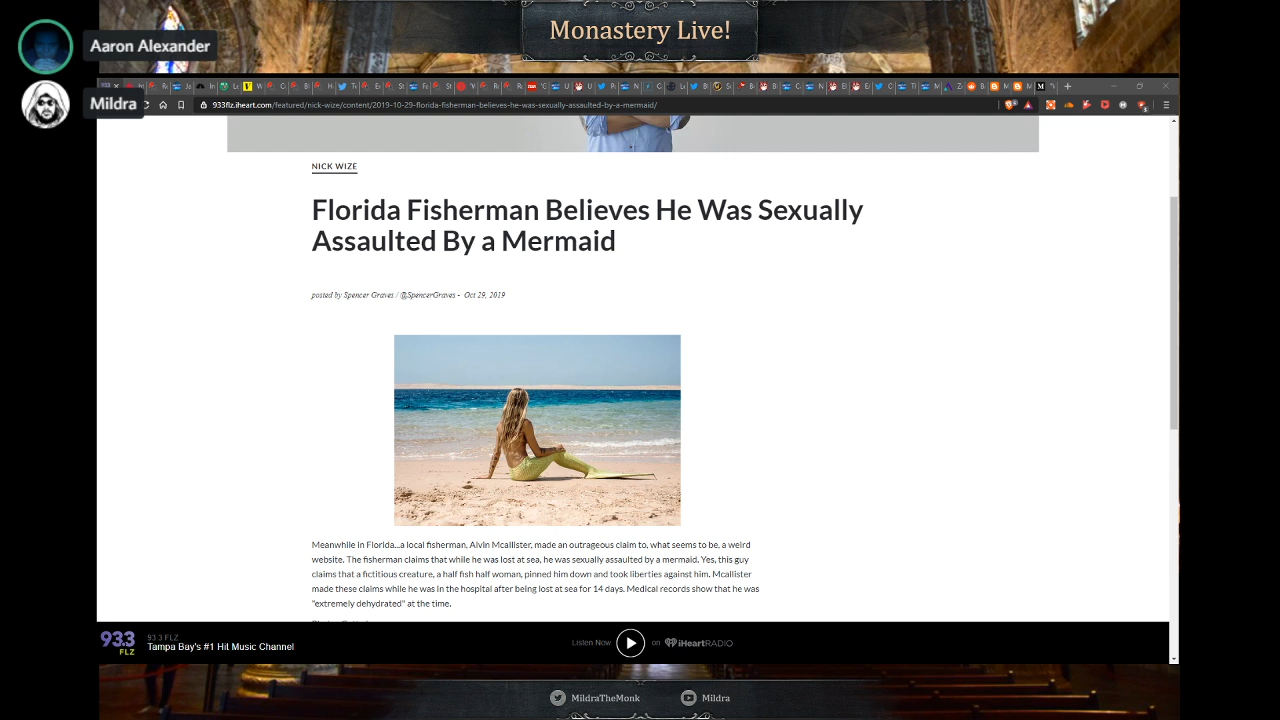 Monastery Live!
Aaron Alexander
Mildra
933flz.iheart.com/featured/nick-wize/content/2019-10-29-florida-fisherman-believes-he-was-sexually-assaulted-by-a-mermaid/
NICK WIZE
Florida Fisherman Believes He Was Sexually
Assaulted By a Mermaid
posted by Spencer Graves / @SpencerGraves - Oct 29, 2019
Meanwhile in Florida...a local fisherman, Alvin Mcallister, made an outrageous claim to, what seems to be, a weird
website. The fisherman claims that while he was lost at sea, he was sexually assaulted by a mermaid. Yes, this guy
claims that a fictitious creature, a half fish half woman, pinned him down and took liberties against him. Mcallister
made these claims while he was in the hospital after being lost at sea for 14 days. Medical records show that he was
"extremely dehydrated" at the time.
93.3
FLZ
93.3 FLZ
Tampa Bay's #1 Hit Music Channel
Listen Now
on iHeartRADIO
MildraTheMonk
Mildra